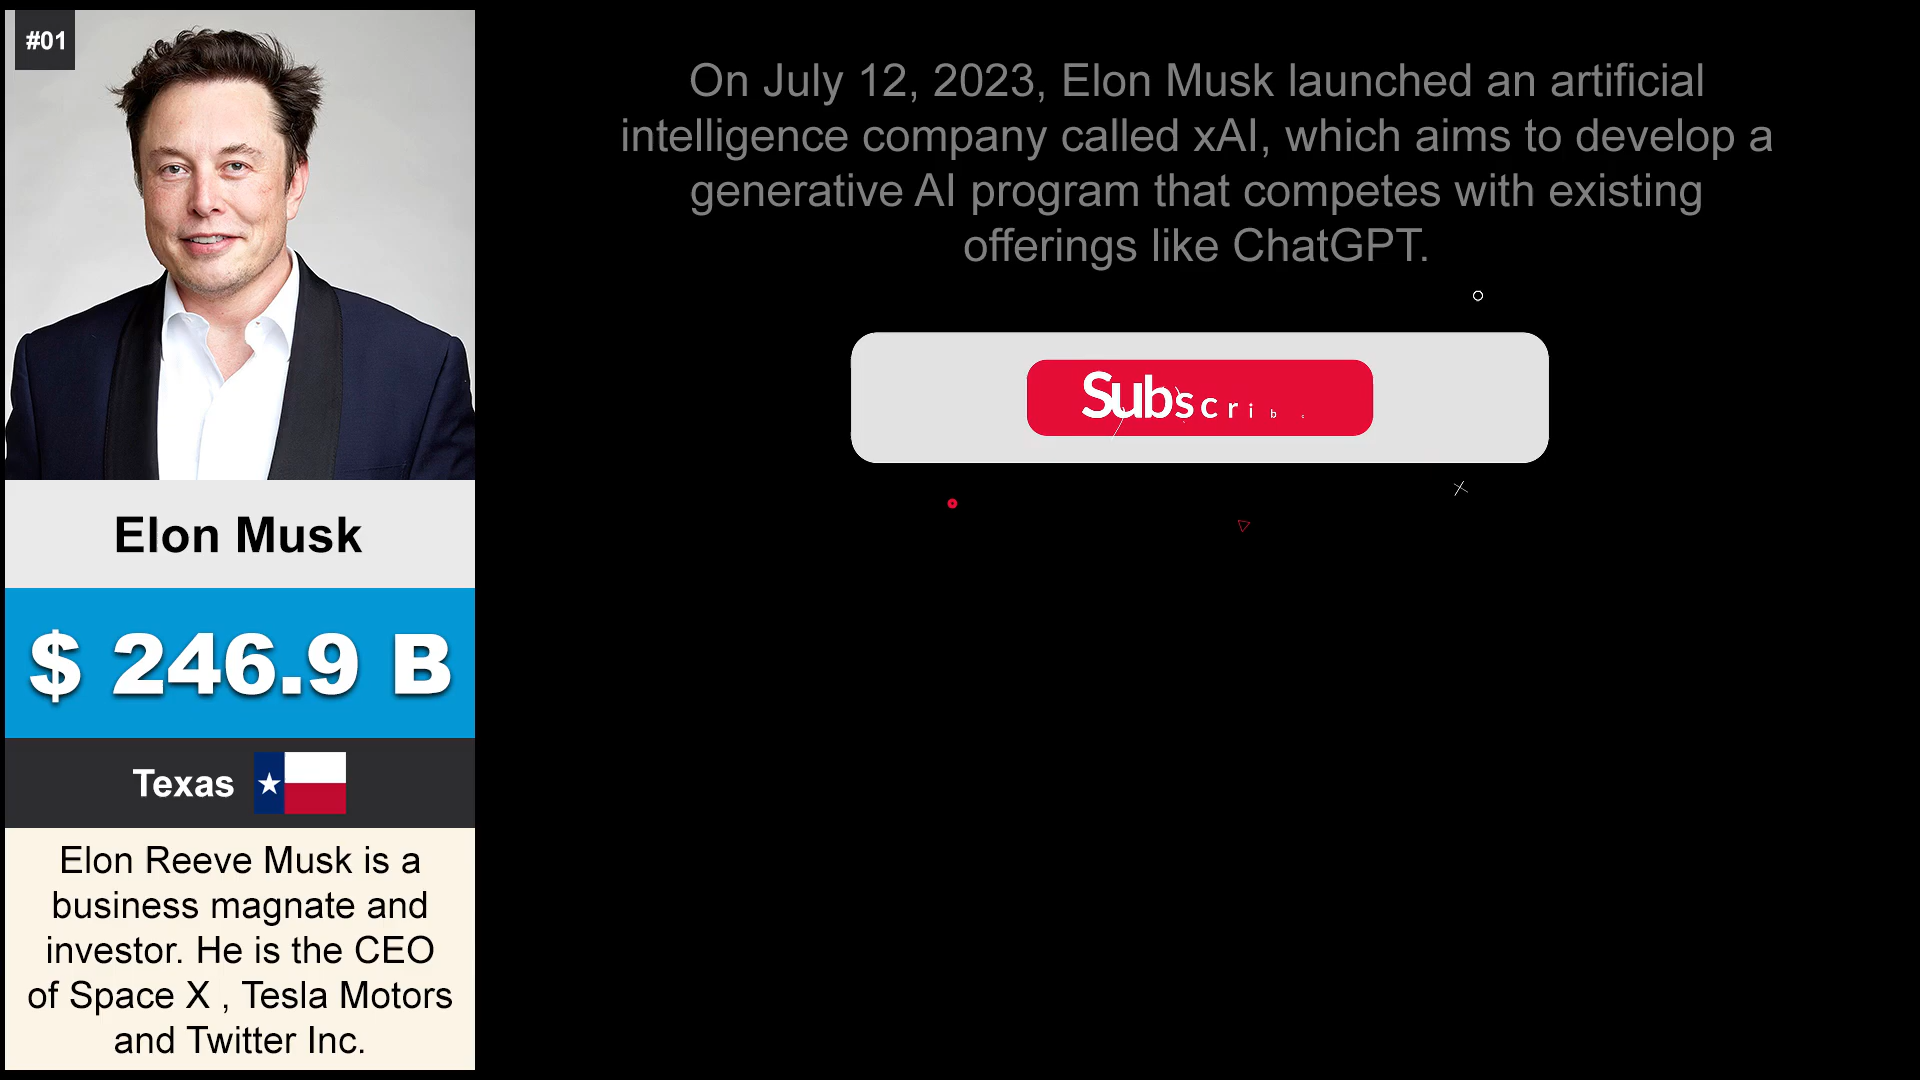 #01
Elon Musk
$ 246.9 B
Texas
Elon Reeve Musk is a
business magnate and
investor. He is the CEO
of Space X , Tesla Motors
and Twitter Inc.
On July 12, 2023, Elon Musk launched an artificial
intelligence company called xAI, which aims to develop a
generative AI program that competes with existing
offerings like ChatGPT.
Subscribe